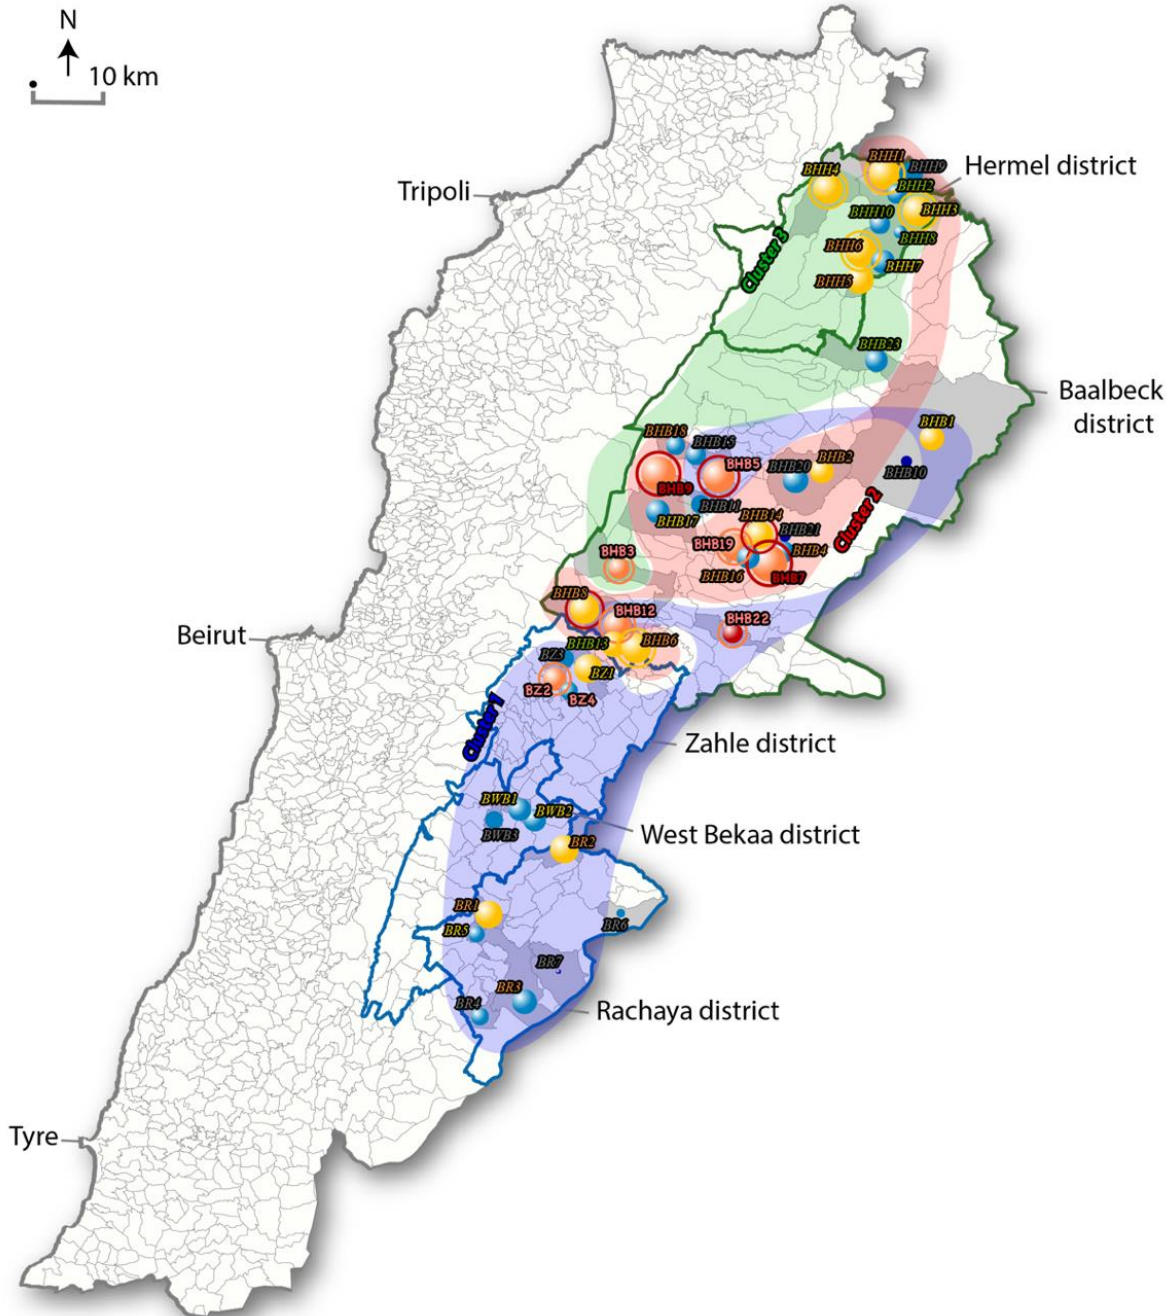 N
10 km
Tripoli
Hermel district
BHH4
BHH1
BHH9
BHH2
BHH3
BHH10
BHH8
BHH6
BHH7
BHH5
Cluster 3
BHB23
Baalbeck
district
BHB1
BHB18
BHB15
BHB5
BHB20
BHB2
BHB10
BHB9
BHB11
BHB17
BHB14
BHB21
Cluster 2
BHB19
BHB4
BHB3
BHB16
BHB7
BHB8
BHB12
BHB22
Beirut
BHB13
BHB6
BZ3
BZ1
BZ2
BZ4
Cluster 1
Zahle district
BWB1
BWB2
BWB3
West Bekaa district
BR2
BR1
BR5
BR6
BR7
BR3
BR4
Rachaya district
Tyre